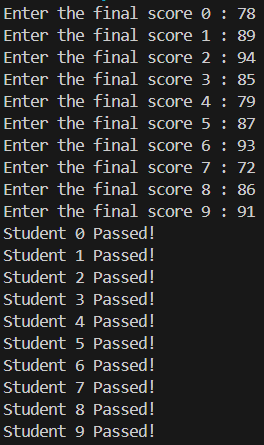 Enter the final score 0 : 78
Enter the final score 1 : 89
Enter the final score 2 : 94
Enter the final score 3 : 85
Enter the final score 4 : 79
Enter the final score 5 : 87
Enter the final score 6 : 93
Enter the final score 7 : 72
Enter the final score 8 : 86
Enter the final score 9 : 91
Student 0 Passed!
Student 1 Passed!
Student 2 Passed!
Student 3 Passed!
Student 4 Passed!
Student 5 Passed!
Student 6 Passed!
Student 7 Passed!
Student 8 Passed!
Student 9 Passed!